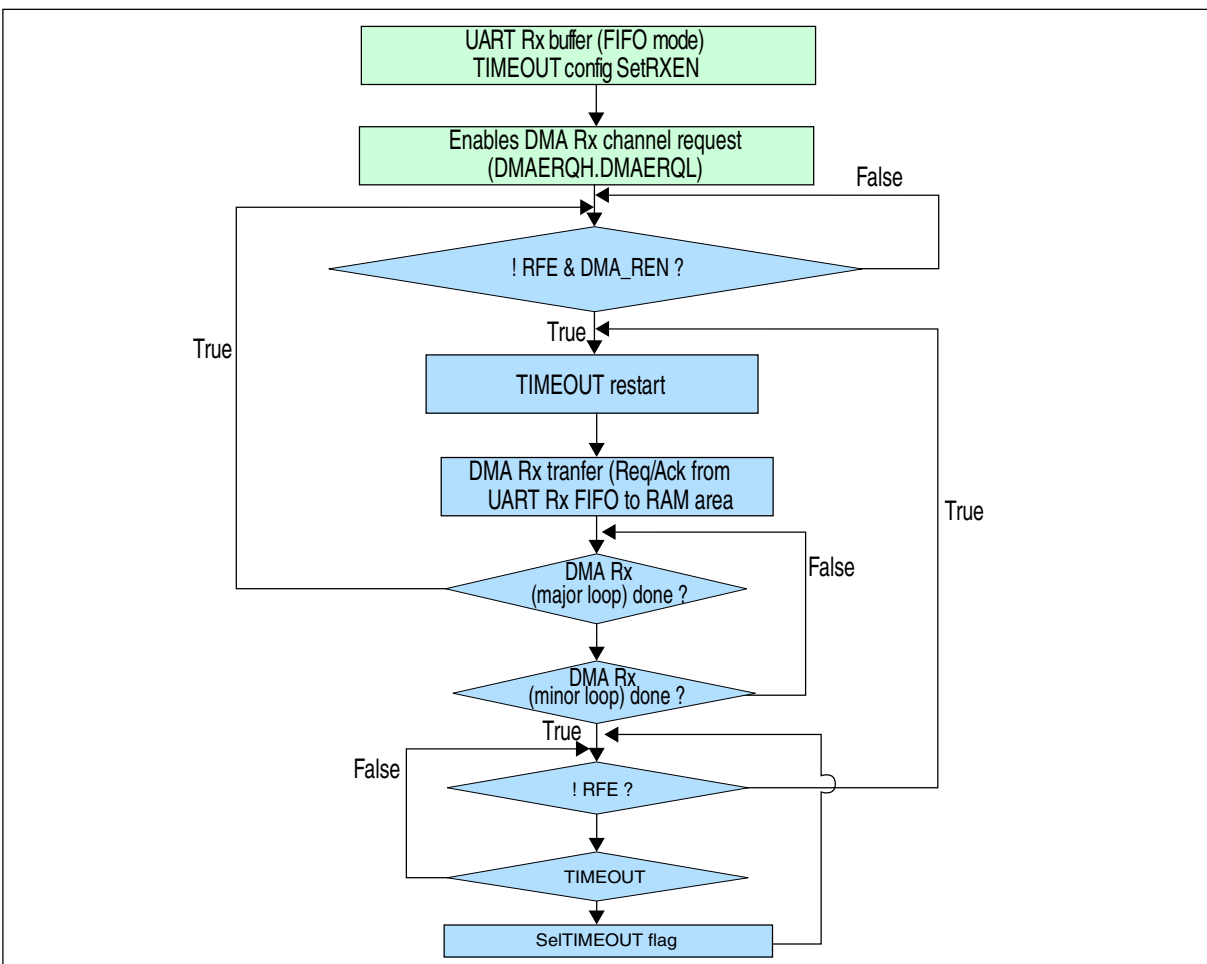 UART Rx buffer (FIFO mode)
TIMEOUT config SetRXEN
Enables DMA Rx channel request
(DMAERQH.DMAERQL)
False
! RFE & DMA_REN ?
True
True
TIMEOUT restart
DMA Rx tranfer (Req/Ack from
UART Rx FIFO to RAM area
True
False
DMA Rx
(major loop) done ?
DMA Rx
(minor loop) done ?
True
False
! RFE ?
TIMEOUT
SelTIMEOUT flag